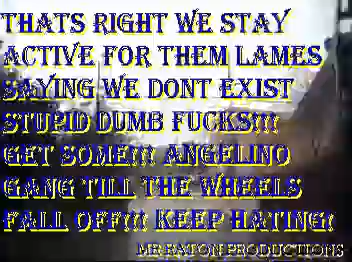 THATS RIGHT WE STAY
ACTIVE FOR THEM LAMES
SAYING WE DONT EXIST
STUPID DUMB FUCKS!!!
GET SOME!!! ANGELINO
GANG TILL THE WHEELS
FALL OFF!!! KEEP HATING!
MR RATON PRODUCTIONS